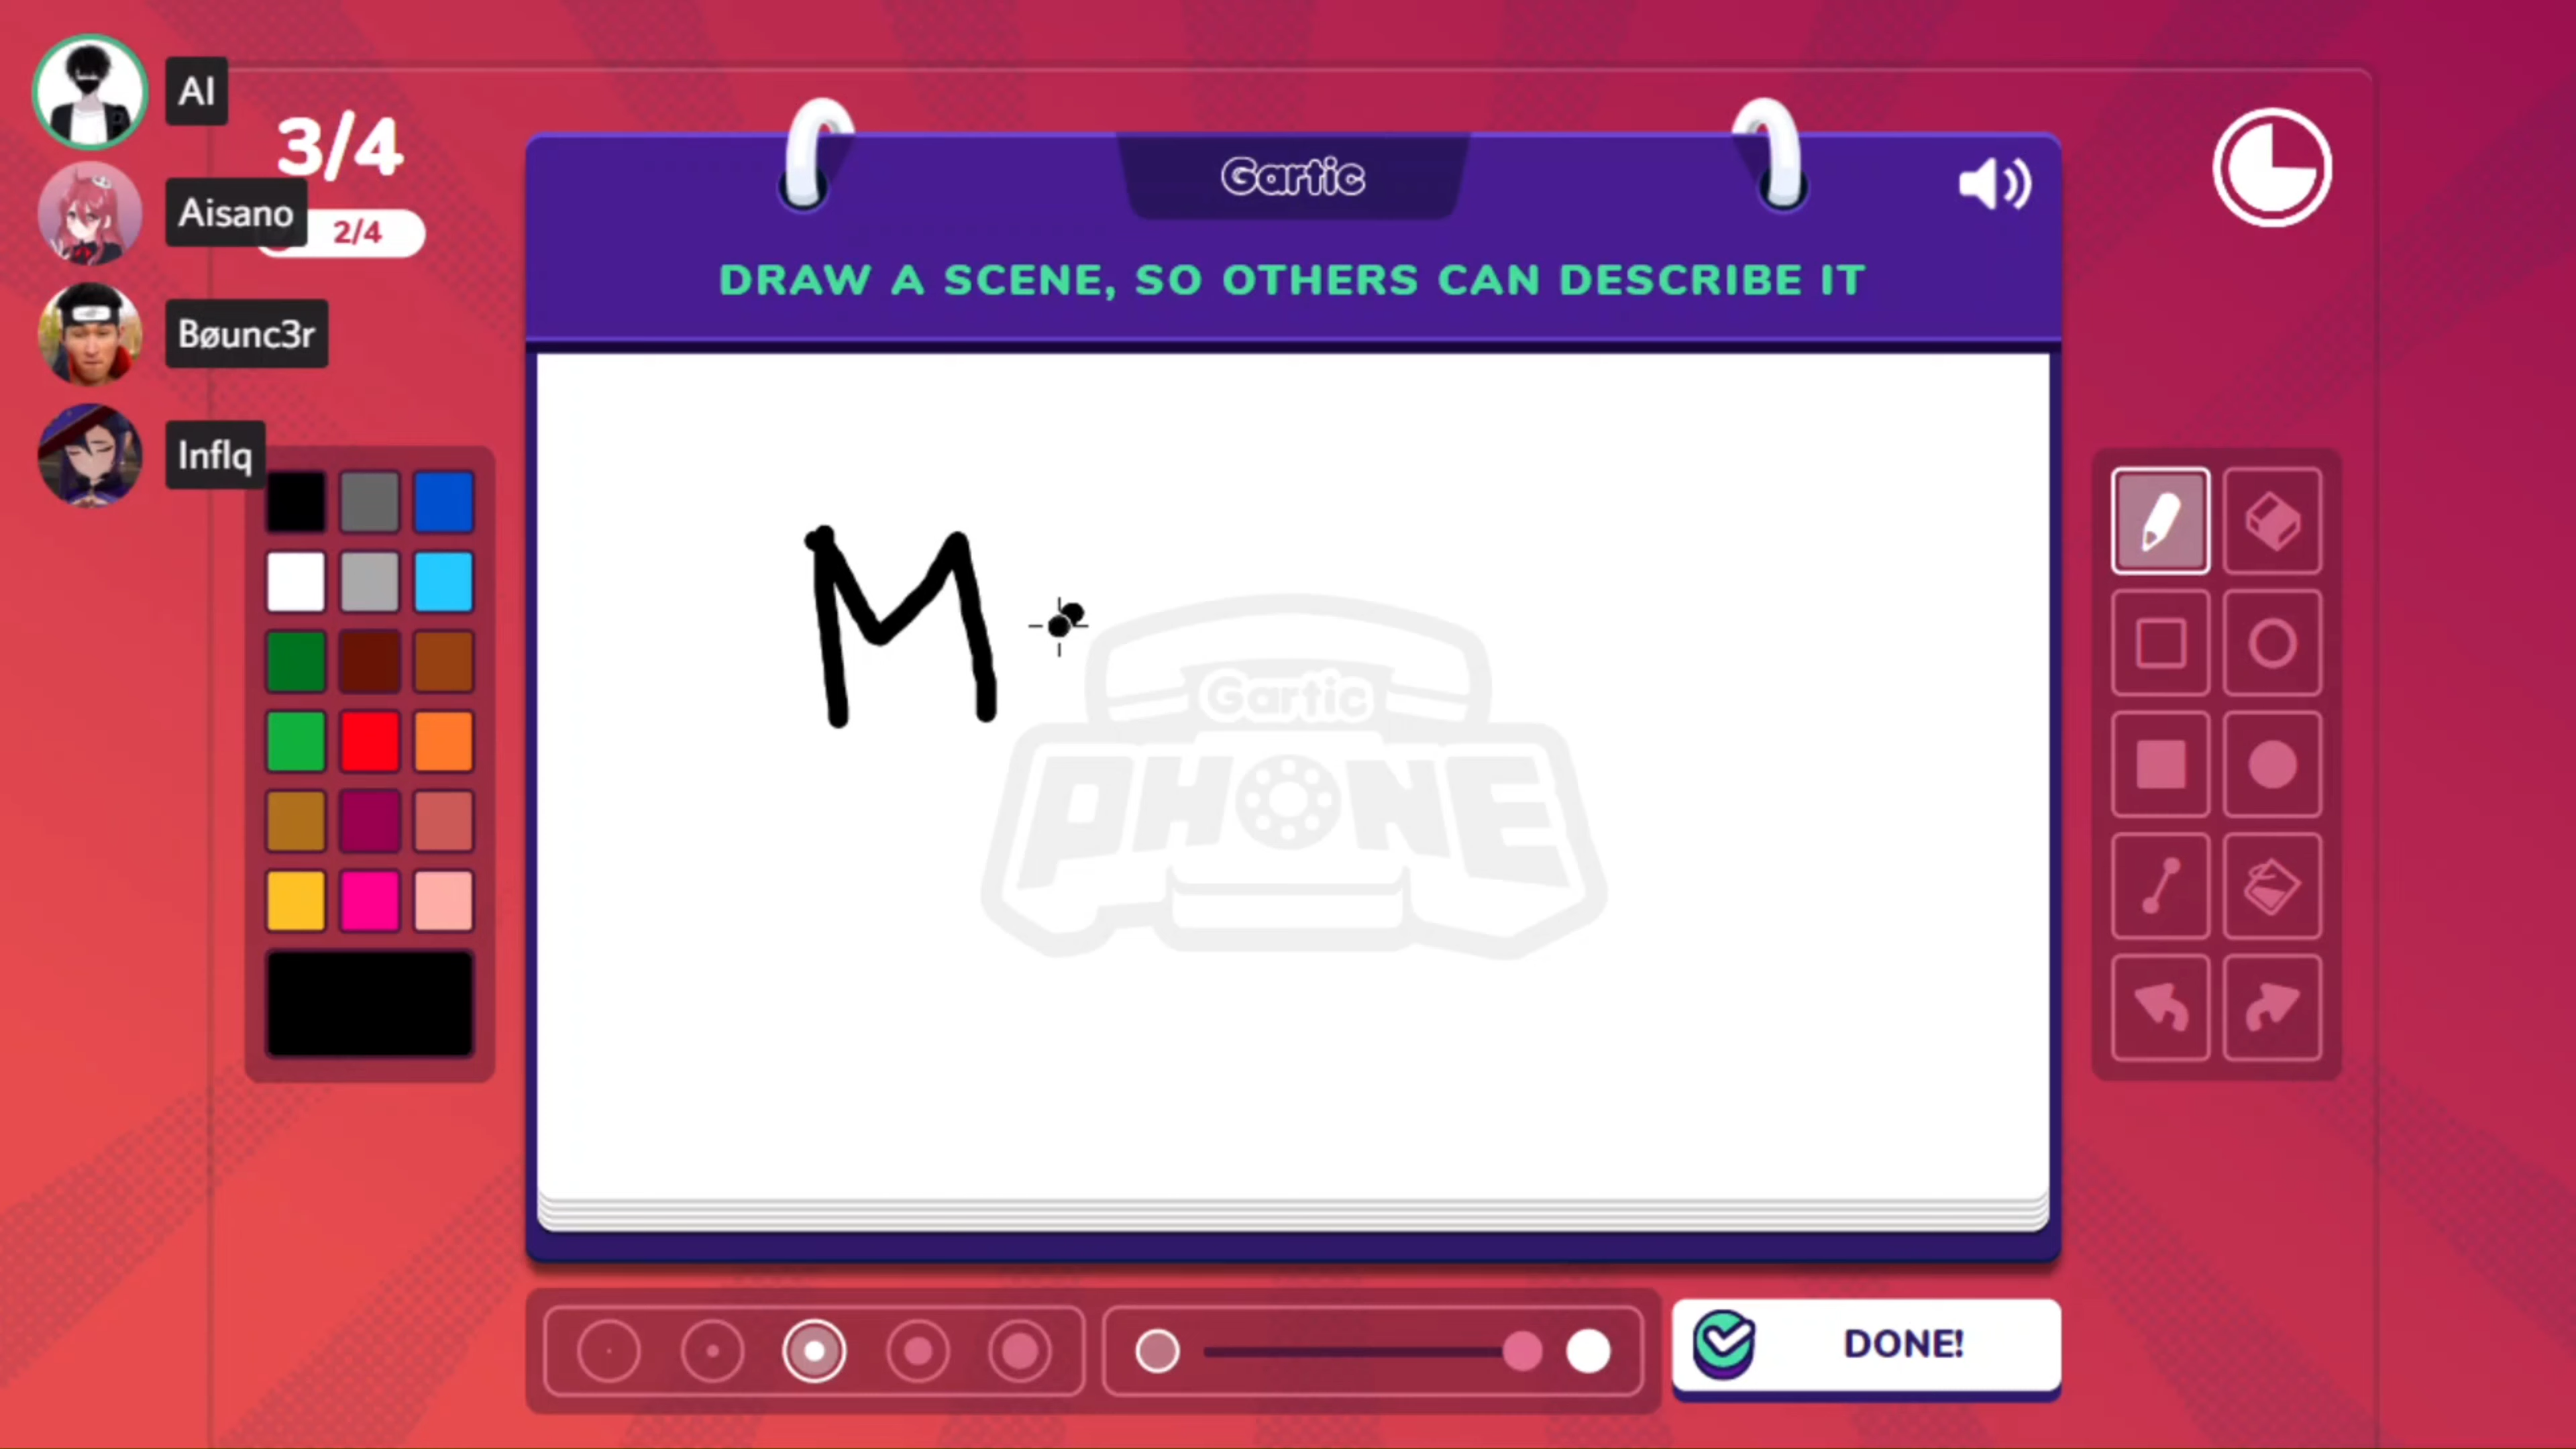 AI
3/4
Aisano
2/4
Bøunc3r
Inflq
Gartic
DRAW A SCENE, SO OTHERS CAN DESCRIBE IT
M
Gartic
PHONE
DONE!